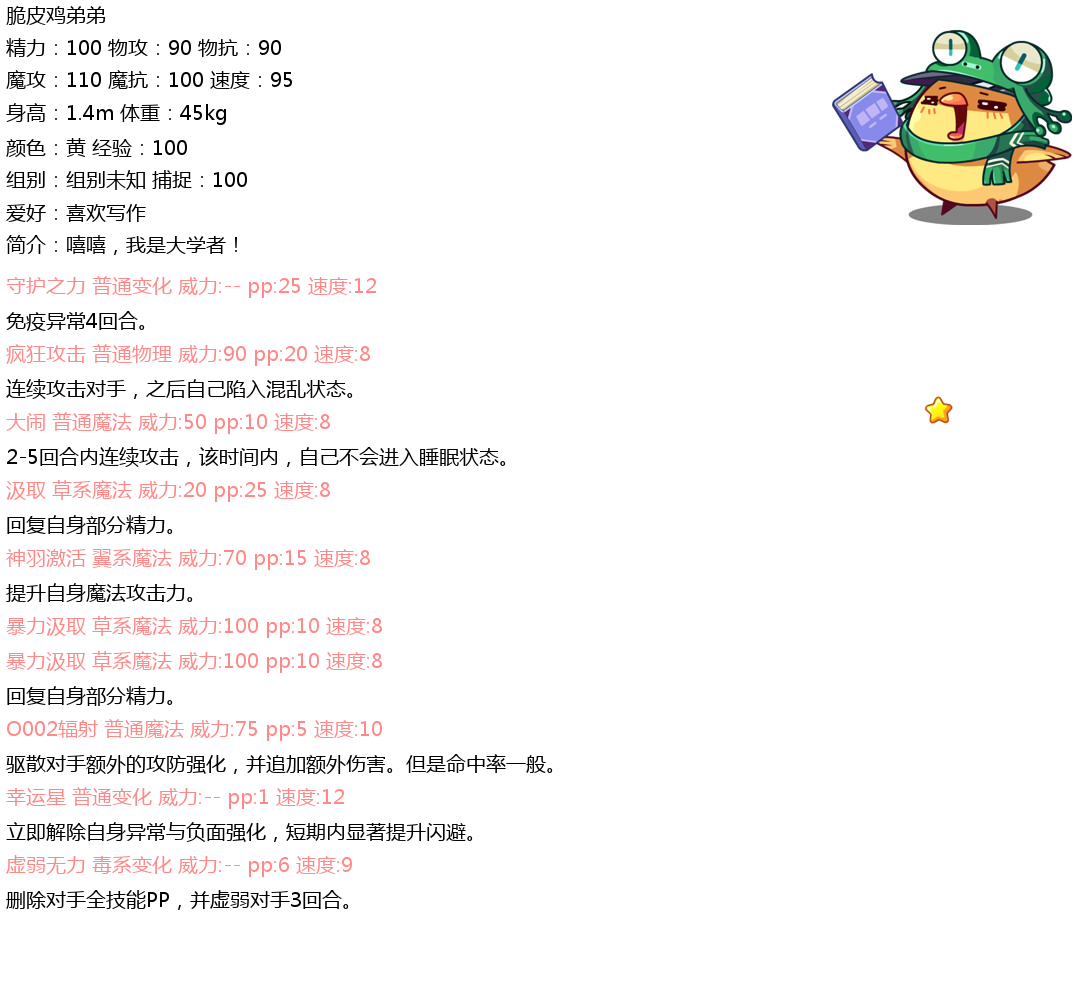 脆皮鸡弟弟
精力：100 物攻：90 物抗：90
魔攻：110 魔抗：100 速度：95
身高：1.4m 体重：45kg
颜色：黄 经验：100
组别：组别未知 捕捉：100
爱好：喜欢写作
简介：嘻嘻，我是大学者！
守护之力 普通变化 威力:-- pp:25 速度:12
免疫异常4回合。
疯狂攻击 普通物理 威力:90 pp:20 速度:8
连续攻击对手，之后自己陷入混乱状态。
大闹 普通魔法 威力:50 pp:10 速度:8
2-5回合内连续攻击，该时间内，自己不会进入睡眠状态。
汲取 草系魔法 威力:20 pp:25 速度:8
回复自身部分精力。
神羽激活 翼系魔法 威力:70 pp:15 速度:8
提升自身魔法攻击力。
暴力汲取 草系魔法 威力:100 pp:10 速度:8
暴力汲取 草系魔法 威力:100 pp:10 速度:8
回复自身部分精力。
O002辐射 普通魔法 威力:75 pp:5 速度:10
驱散对手额外的攻防强化，并追加额外伤害。但是命中率一般。
幸运星 普通变化 威力:-- pp:1 速度:12
立即解除自身异常与负面强化，短期内显著提升闪避。
虚弱无力 毒系变化 威力:-- pp:6 速度:9
删除对手全技能PP，并虚弱对手3回合。